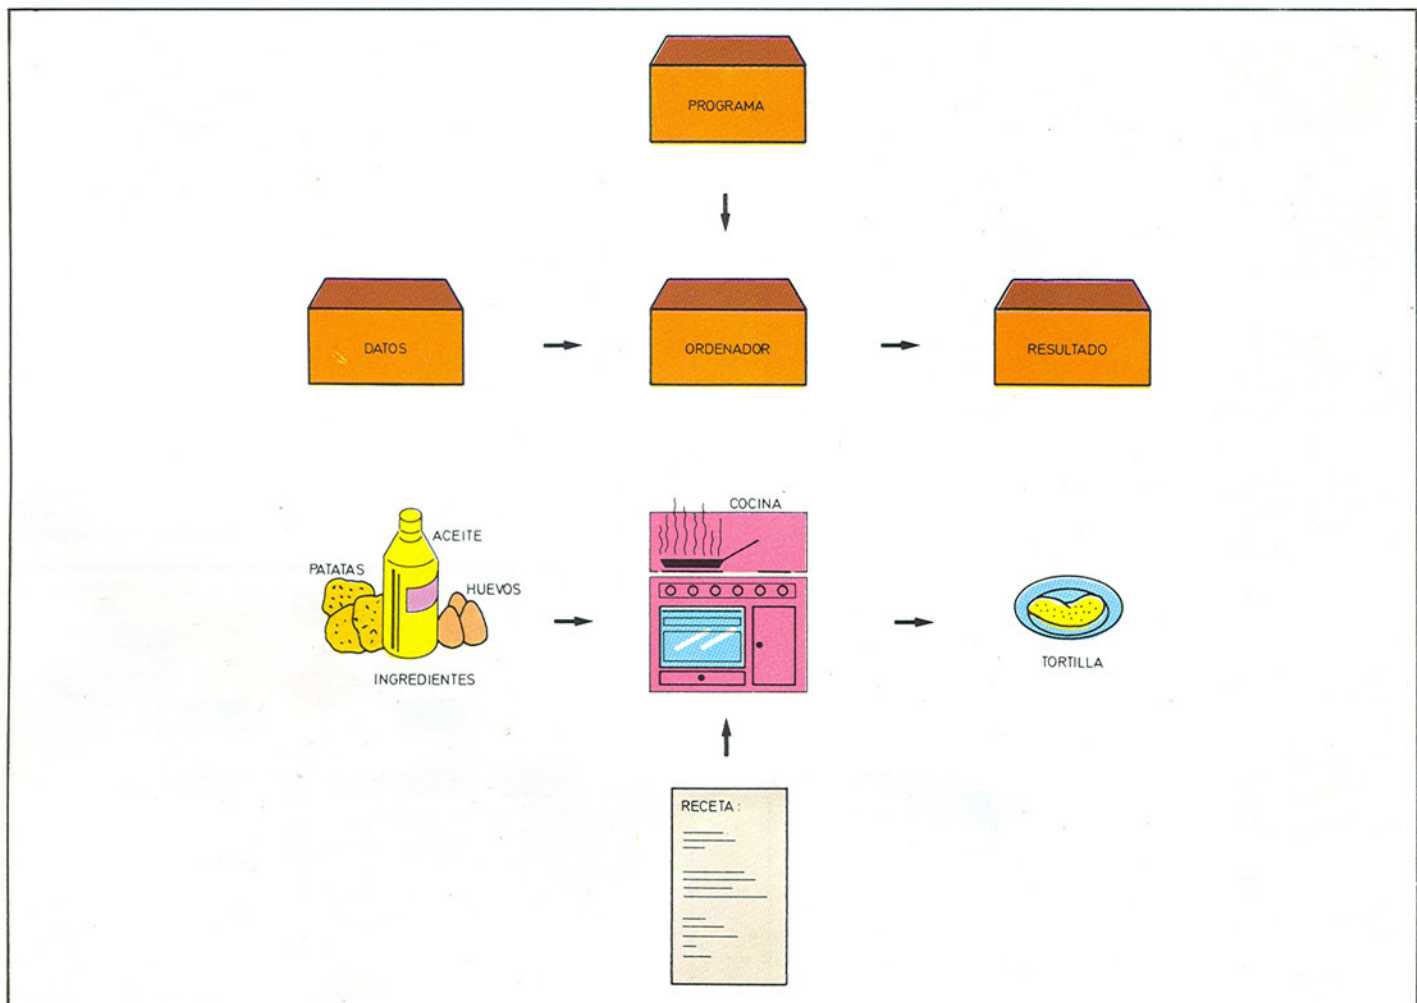 PROGRAMA
DATOS
ORDENADOR
RESULTADO
COCINA
ACEITE
PATATAS
HUEVOS
INGREDIENTES
TORTILLA
RECETA: